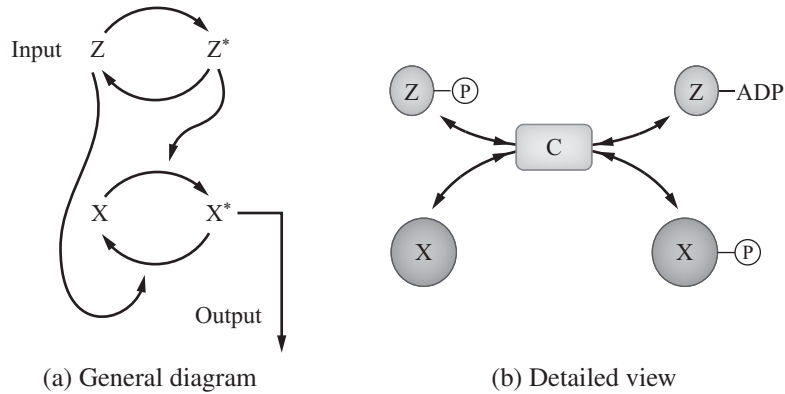 Input Z Z*
X X*
Output
(a) General diagram
Z P
Z ADP
C
X
X P
(b) Detailed view